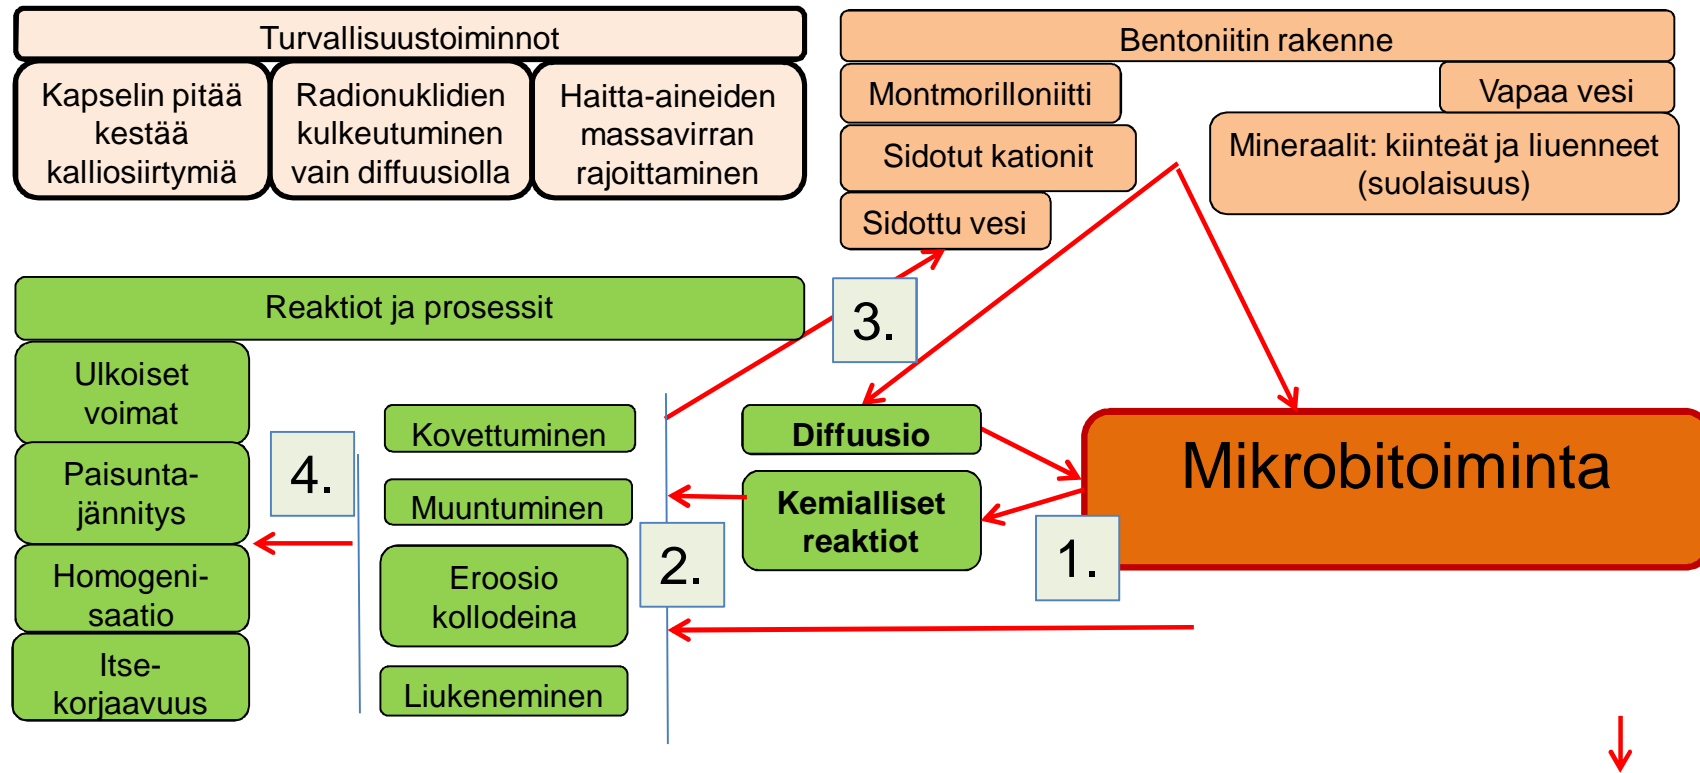 Turvallisuustoiminnot
Kapselin pitää
kestää
kalliosiirtymiä
Radionuklidien
kulkeutuminen
vain diffuusiolla
Haitta-aineiden
massavirran
rajoittaminen
Bentoniitin rakenne
Montmorilloniitti
Sidotut kationit
Sidottu vesi
Vapaa vesi
Mineraalit: kiinteät ja liuenneet
(suolaisuus)
Reaktiot ja prosessit
Ulkoiset
voimat
Paisunta-
jännitys
Homogeni-
saatio
Itse-
korjaavuus
4.
Kovettuminen
Muuntuminen
Eroosio
kollodeina
Liukeneminen
2.
3.
Diffuusio
Kemialliset
reaktiot
1.
Mikrobitoiminta